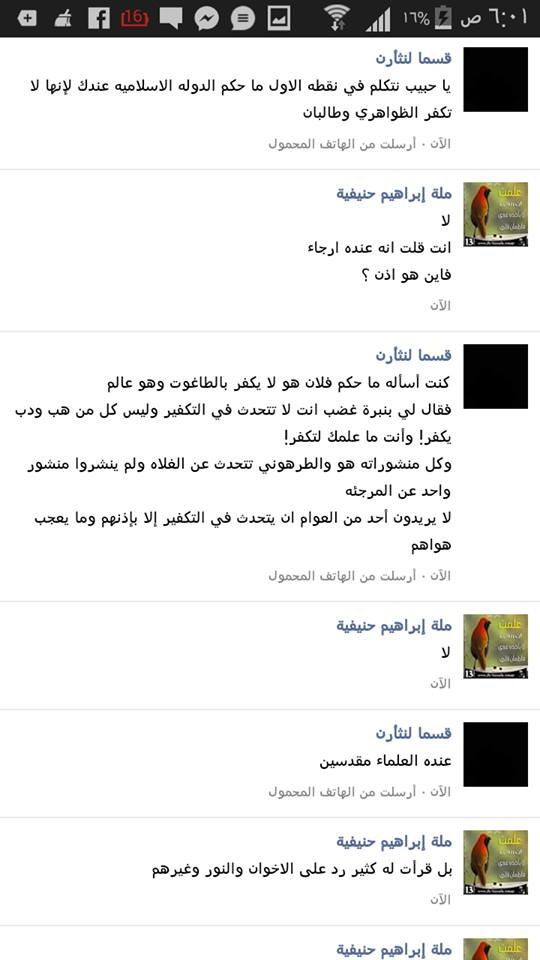 ٦:٠١ ص
١٦%
16
قسما لنثأرن
يا حبيب نتكلم في نقطه الاول ما حكم الدوله الاسلاميه عندك لإنها لا
تكفر الظواهري وطالبان
الآن · أرسلت من الهاتف المحمول
ملة إبراهيم حنيفية
لا
انت قلت انه عنده ارجاء
فاين هو اذن ؟
الآن
قسما لنثأرن
كنت أسأله ما حكم فلان هو لا يكفر بالطاغوت وهو عالم
فقال لي بنبرة غضب انت لا تتحدث في التكفير وليس كل من هب ودب
يكفر! وأنت ما علمك لتكفر!
وكل منشوراته هو والطرهوني تتحدث عن الغلاه ولم ينشروا منشور
واحد عن المرجئه
لا يريدون أحد من العوام ان يتحدث في التكفير إلا بإذنهم وما يعجب
هواهم
الآن · أرسلت من الهاتف المحمول
ملة إبراهيم حنيفية
لا
الآن
قسما لنثأرن
عنده العلماء مقدسين
الآن · أرسلت من الهاتف المحمول
ملة إبراهيم حنيفية
بل قرأت له كثير رد على الاخوان والنور وغيرهم
الآن
ملة إبراهيم حنيفية